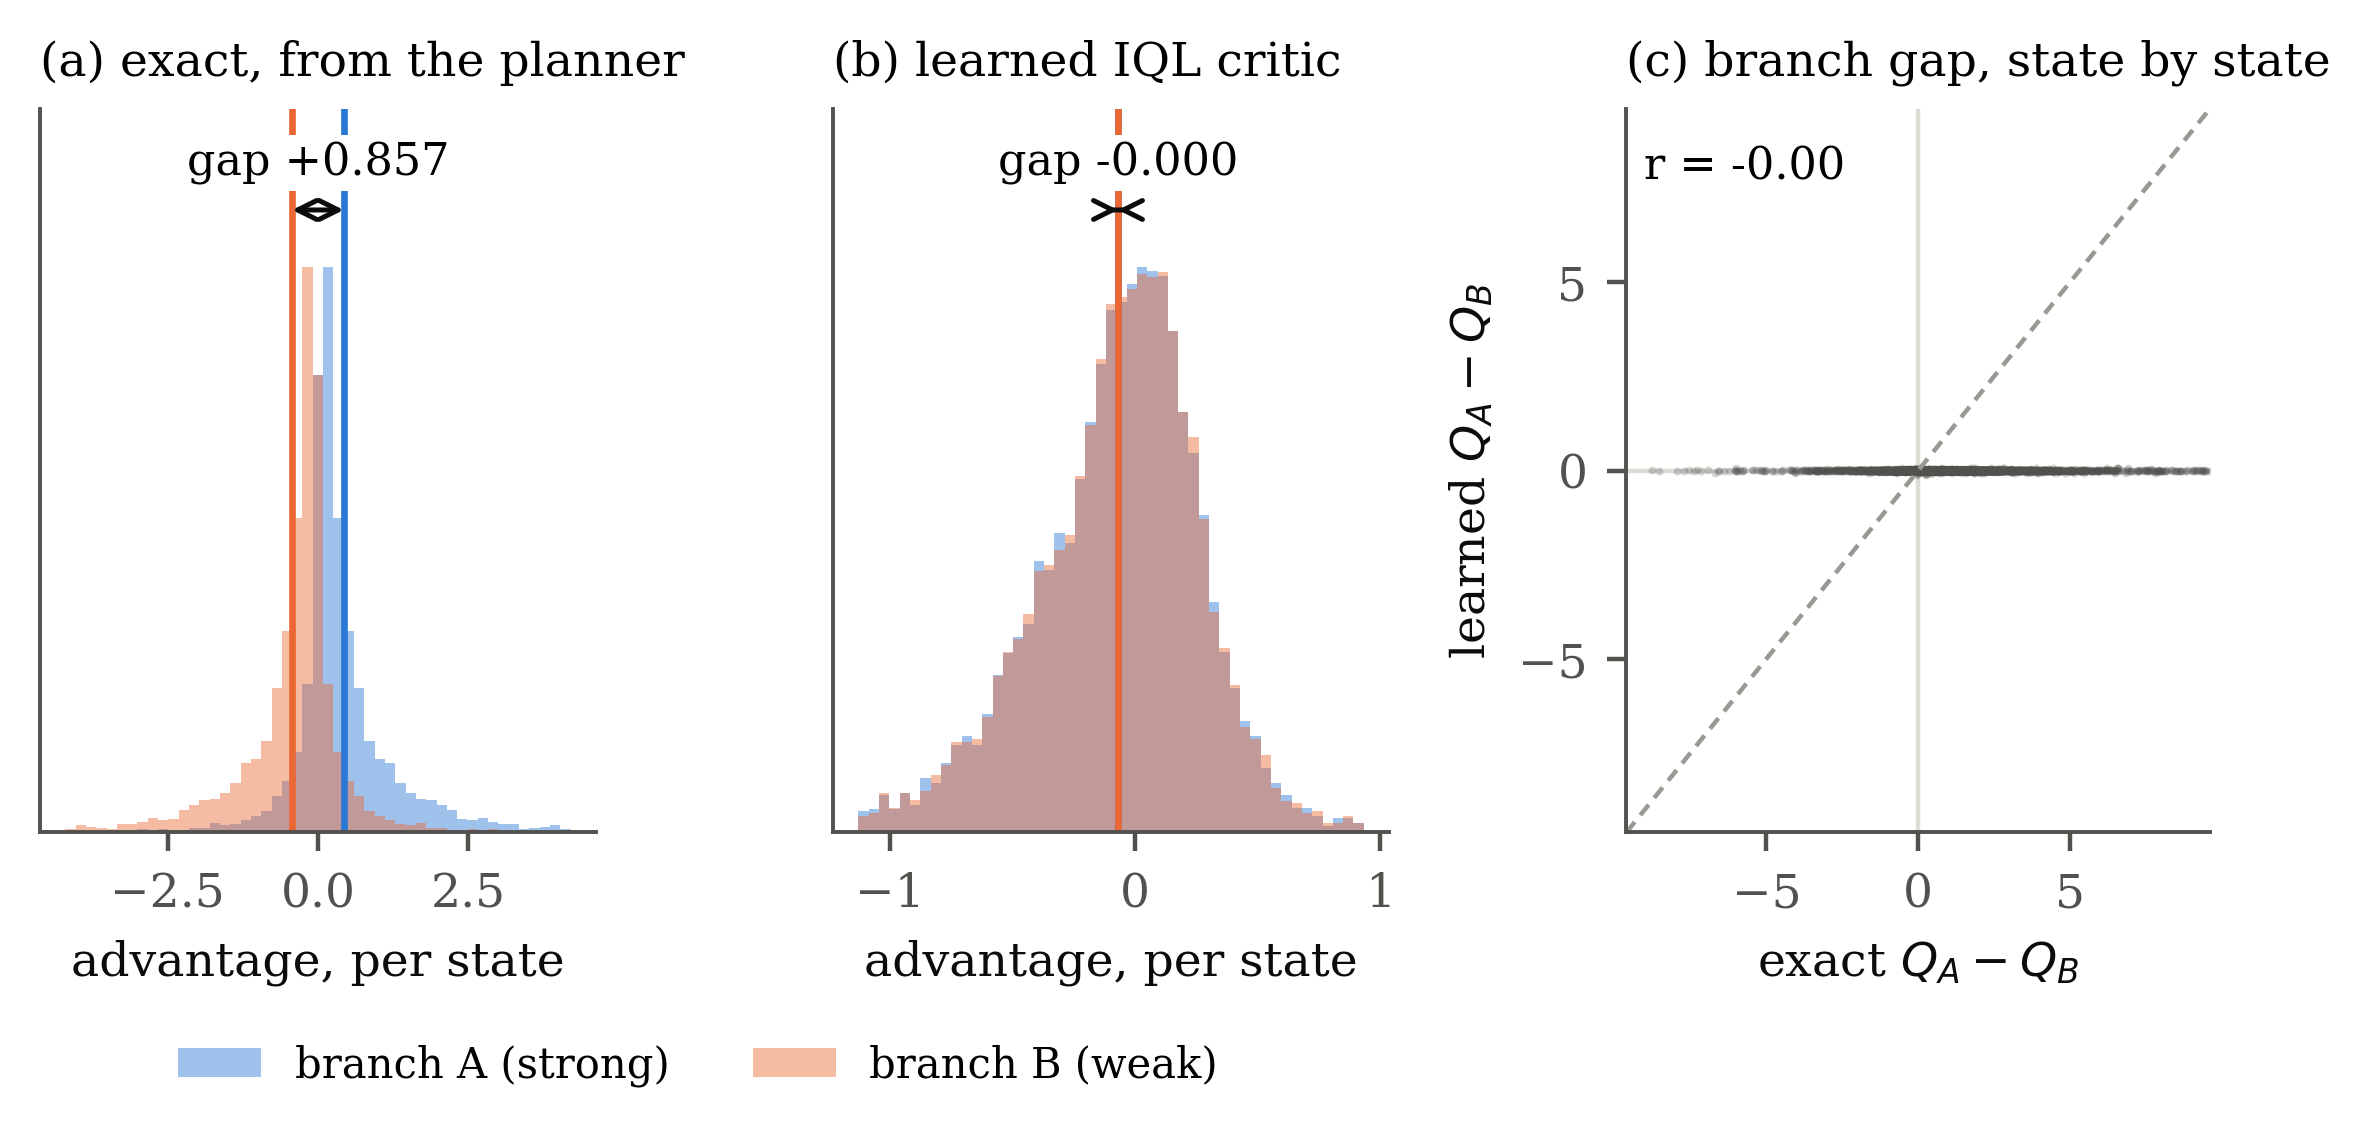 (a) exact, from the planner
gap +0.857
−2.5 0.0 2.5
advantage, per state
(b) learned IQL critic
gap -0.000
−1 0 1
advantage, per state
(c) branch gap, state by state
r = -0.00
learned Q_A − Q_B
5
0
−5
−5 0 5
exact Q_A − Q_B
branch A (strong)
branch B (weak)